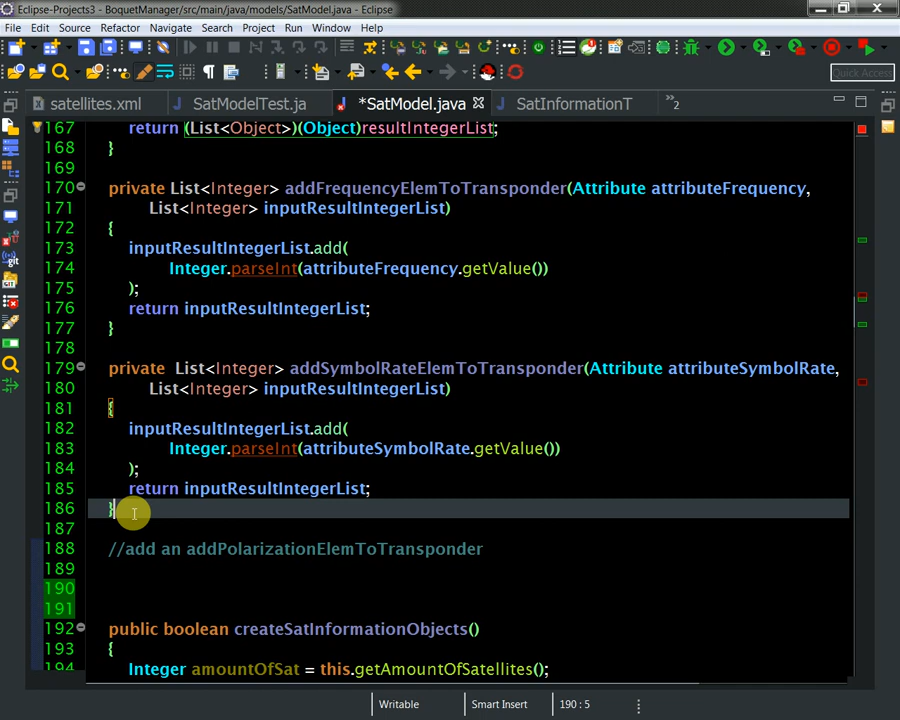 Eclipse-Projects3 - BoquetManager/src/main/java/models/SatModel.java - Eclipse
File Edit Source Refactor Navigate Search Project Run Window Help
Quick Access
satellites.xml SatModelTest.ja *SatModel.java SatInformationT »2
167 return (List<Object>)(Object)resultIntegerList;
168 }
169
170 private List<Integer> addFrequencyElemToTransponder(Attribute attributeFrequency,
171 List<Integer> inputResultIntegerList)
172 {
173 inputResultIntegerList.add(
174 Integer.parseInt(attributeFrequency.getValue())
175 );
176 return inputResultIntegerList;
177 }
178
179 private List<Integer> addSymbolRateElemToTransponder(Attribute attributeSymbolRate,
180 List<Integer> inputResultIntegerList)
181 {
182 inputResultIntegerList.add(
183 Integer.parseInt(attributeSymbolRate.getValue())
184 );
185 return inputResultIntegerList;
186 }
187
188 //add an addPolarizationElemToTransponder
189
190
191
192 public boolean createSatInformationObjects()
193 {
194 Integer amountOfSat = this.getAmountOfSatellites();
Writable Smart Insert 190 : 5